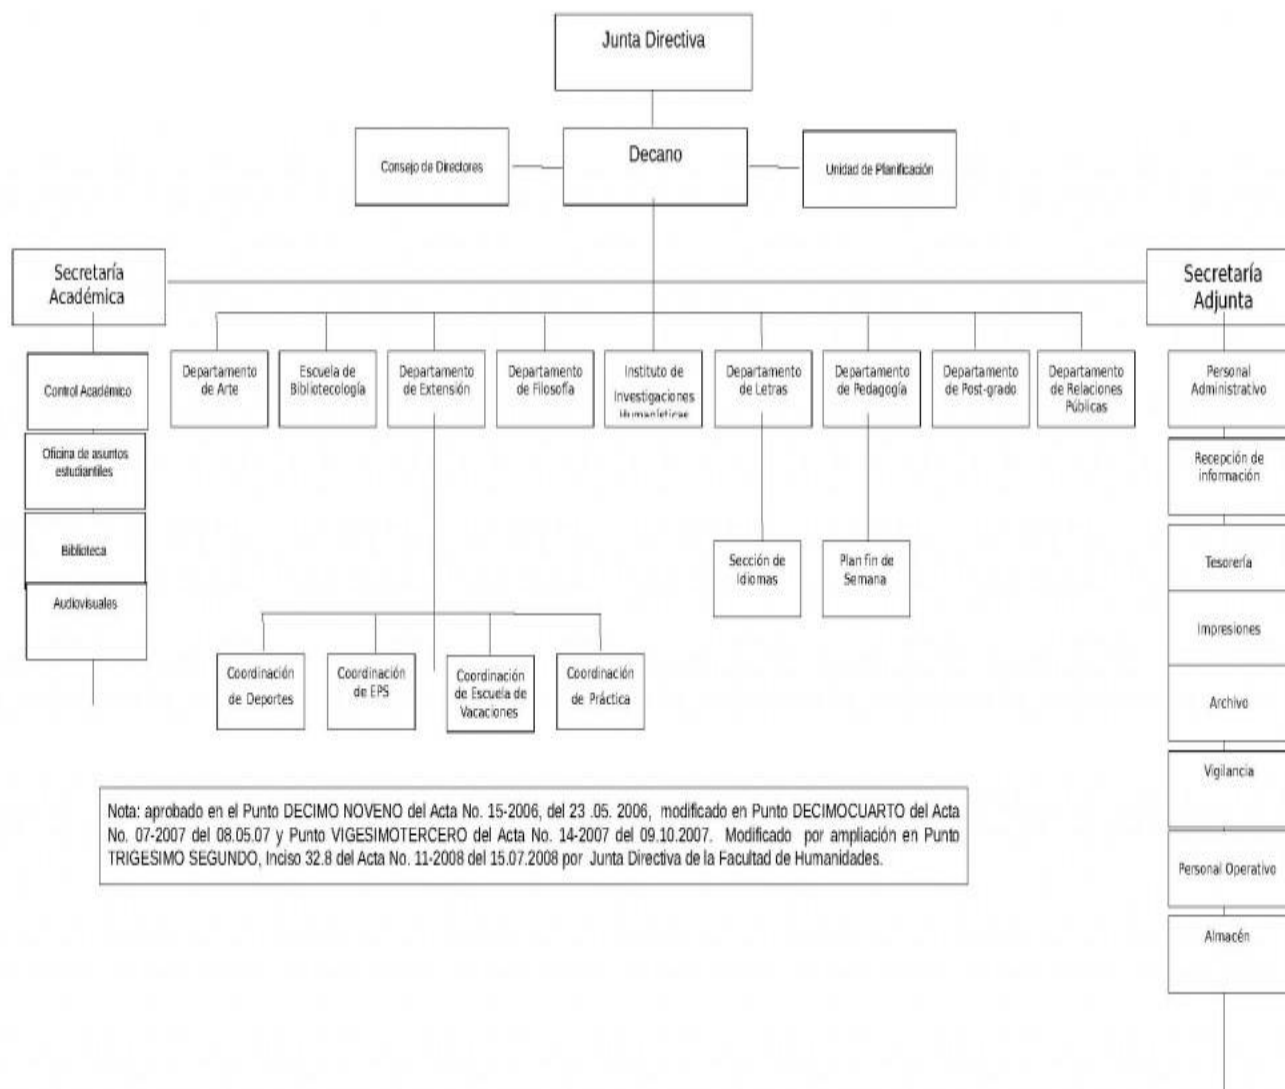 Junta Directiva
Consejo de Directores
Decano
Unidad de Planificación
Secretaría
Académica
Secretaría
Adjunta
Control Académico
Oficina de asuntos
estudiantiles
Biblioteca
Audiovisuales
Departamento
de Arte
Escuela de
Bibliotecología
Departamento
de Extensión
Departamento
de Filosofía
Instituto de
Investigaciones
Humanísticas
Departamento
de Letras
Departamento
de Pedagogía
Departamento
de Post-grado
Departamento
de Relaciones
Públicas
Personal
Administrativo
Recepción de
información
Tesorería
Impresiones
Archivo
Vigilancia
Personal Operativo
Almacén
Sección de
Idiomas
Plan fin de
Semana
Coordinación
de Deportes
Coordinación
de EPS
Coordinación
de Escuela de
Vacaciones
Coordinación
de Práctica
Nota: aprobado en el Punto DECIMO NOVENO del Acta No. 15-2006, del 23 .05. 2006, modificado en Punto DECIMOCUARTO del Acta
No. 07-2007 del 08.05.07 y Punto VIGESIMOTERCERO del Acta No. 14-2007 del 09.10.2007. Modificado por ampliación en Punto
TRIGESIMO SEGUNDO, Inciso 32.8 del Acta No. 11-2008 del 15.07.2008 por Junta Directiva de la Facultad de Humanidades.